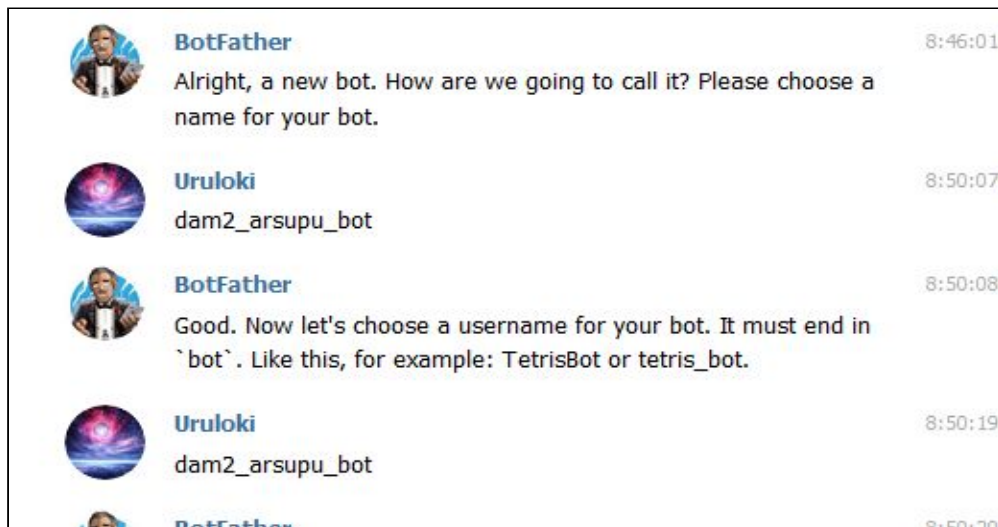 BotFather
8:46:01
Alright, a new bot. How are we going to call it? Please choose a
name for your bot.
Uruloki
8:50:07
dam2_arsupu_bot
BotFather
8:50:08
Good. Now let's choose a username for your bot. It must end in
`bot`. Like this, for example: TetrisBot or tetris_bot.
Uruloki
8:50:19
dam2_arsupu_bot
BotFather